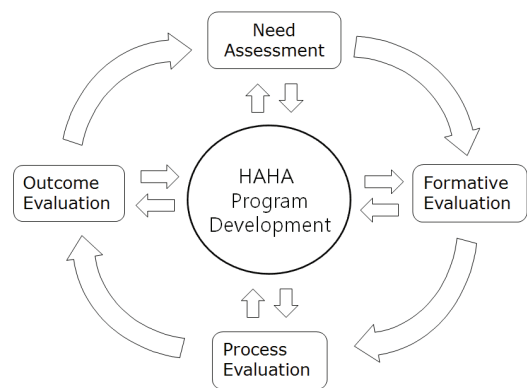 Need
Assessment
HAHA
Program
Development
Outcome
Evaluation
Formative
Evaluation
Process
Evaluation